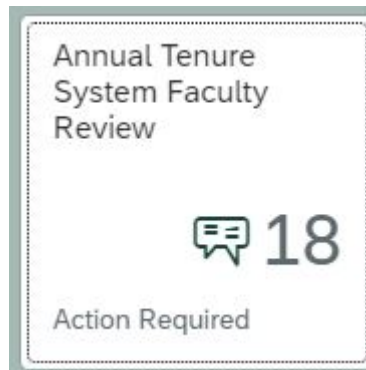 Annual Tenure
System Faculty
Review
18
Action Required